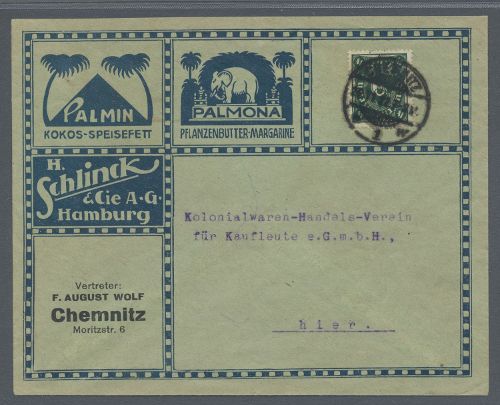 PALMIN
KOKOS-SPEISEFETT
PALMONA
PFLANZENBUTTER-MARGARINE
H.
Schlinck
& Cie A.G.
Hamburg
Kolonialwaren-Handels-Verein
für Kaufleute e.G.m.b.H.,
hier.
Vertreter:
F. AUGUST WOLF
Chemnitz
Moritzstr. 6